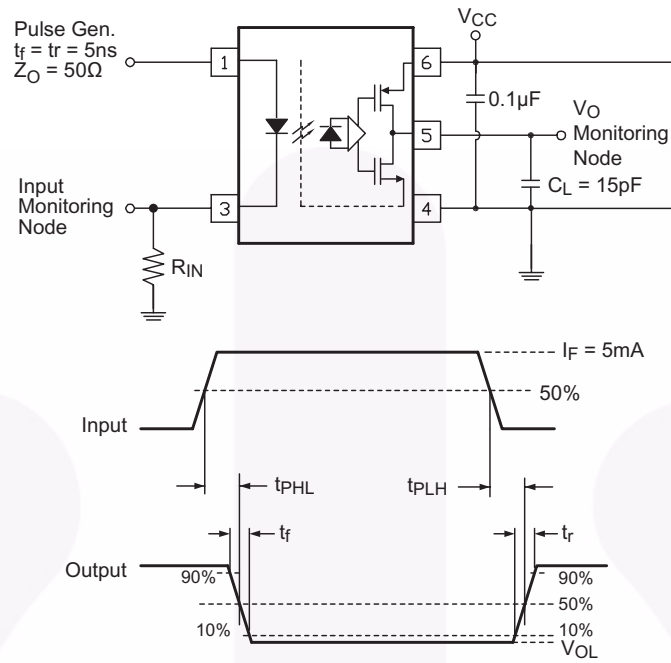 Pulse Gen.
tf = tr = 5ns
ZO = 50Ω
1
VCC
6
0.1μF
5
VO
Monitoring
Node
Input
Monitoring
Node
3
4
CL = 15pF
RIN
IF = 5mA
50%
Input
tPHL
tPLH
tf
tr
Output
90%
90%
50%
10%
10%
VOL